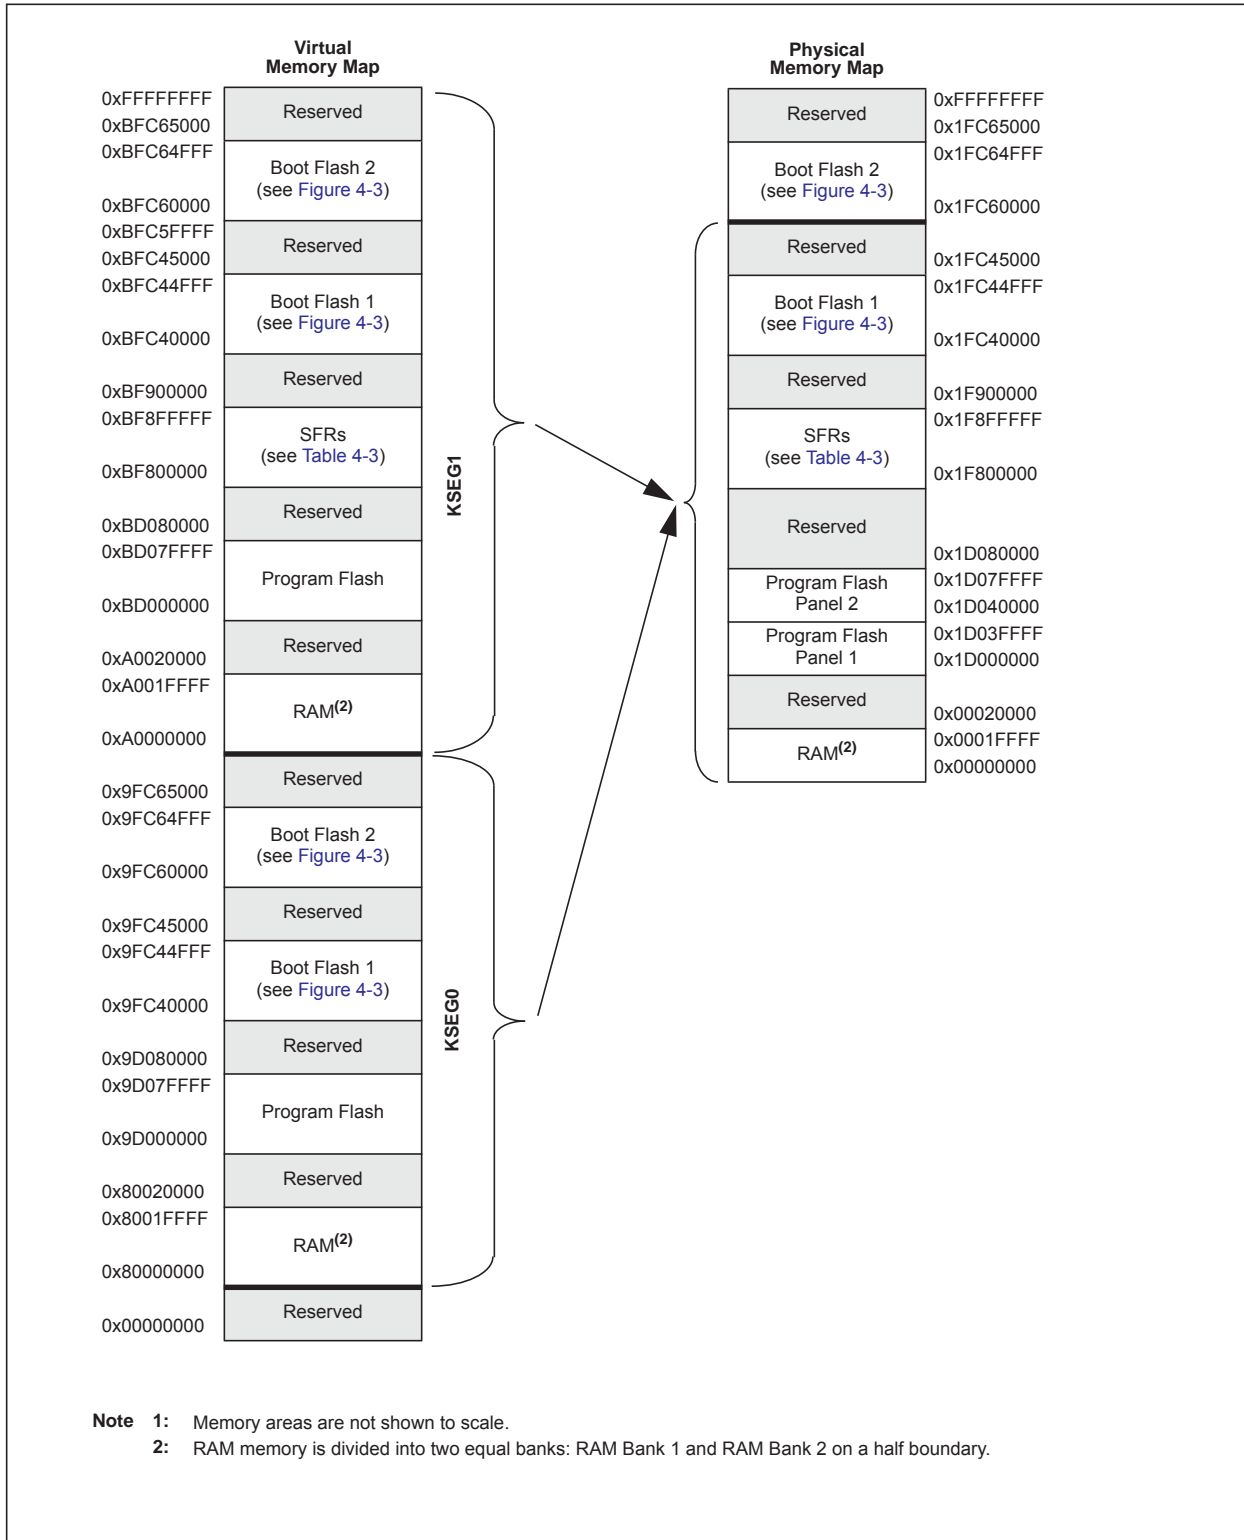 Virtual
Memory Map
0xFFFFFFFF
Reserved
0xBFC65000
0xBFC64FFF
Boot Flash 2
(see Figure 4-3)
0xBFC60000
0xBFC5FFFF
Reserved
0xBFC45000
0xBFC44FFF
Boot Flash 1
(see Figure 4-3)
0xBFC40000
Reserved
0xBF900000
0xBF8FFFFF
SFRs
(see Table 4-3)
0xBF800000
Reserved
0xBD080000
0xBD07FFFF
Program Flash
0xBD000000
Reserved
0xA0020000
0xA001FFFF
RAM(2)
0xA0000000
KSEG1
Reserved
0x9FC65000
0x9FC64FFF
Boot Flash 2
(see Figure 4-3)
0x9FC60000
Reserved
0x9FC45000
0x9FC44FFF
Boot Flash 1
(see Figure 4-3)
0x9FC40000
Reserved
0x9D080000
0x9D07FFFF
Program Flash
0x9D000000
Reserved
0x80020000
0x8001FFFF
RAM(2)
0x80000000
KSEG0
Reserved
0x00000000
Physical
Memory Map
0xFFFFFFFF
Reserved
0x1FC65000
0x1FC64FFF
Boot Flash 2
(see Figure 4-3)
0x1FC60000
Reserved
0x1FC45000
0x1FC44FFF
Boot Flash 1
(see Figure 4-3)
0x1FC40000
Reserved
0x1F900000
0x1F8FFFFF
SFRs
(see Table 4-3)
0x1F800000
Reserved
0x1D080000
0x1D07FFFF
Program Flash
Panel 2
0x1D040000
0x1D03FFFF
Program Flash
Panel 1
0x1D000000
Reserved
0x00020000
0x0001FFFF
RAM(2)
0x00000000
Note 1: Memory areas are not shown to scale.
2: RAM memory is divided into two equal banks: RAM Bank 1 and RAM Bank 2 on a half boundary.